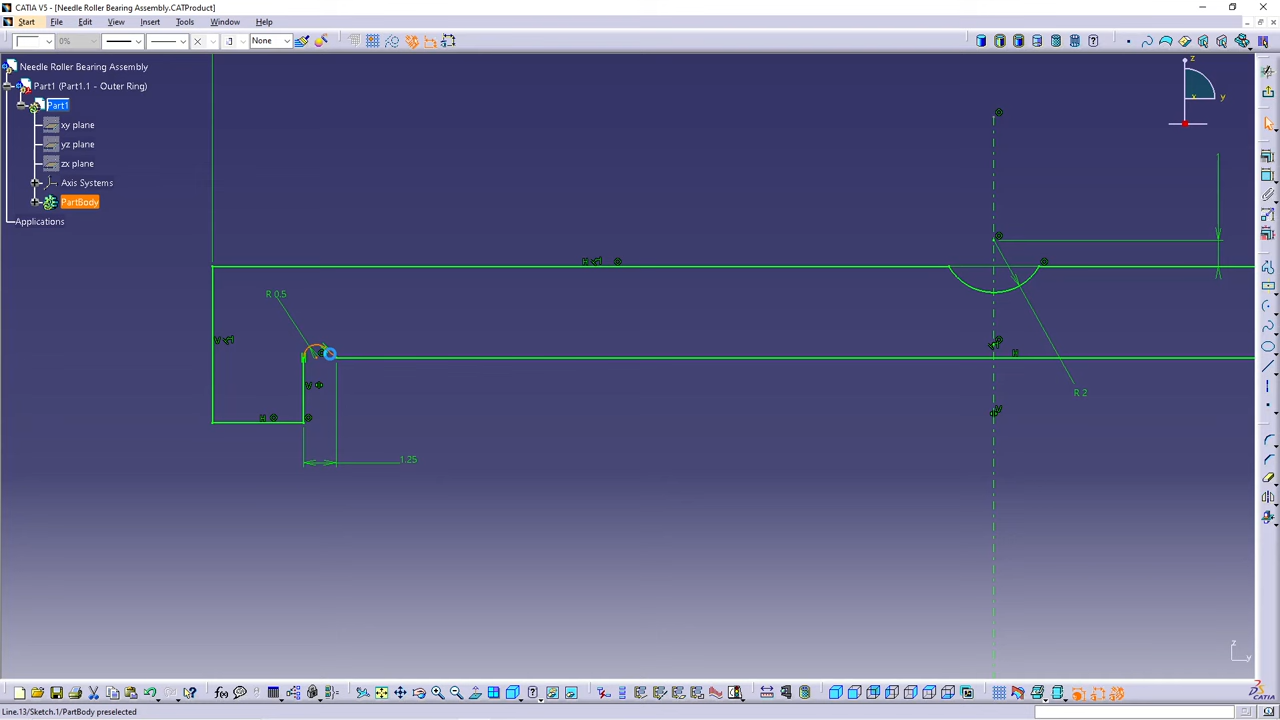 CATIA V5 - [Needle Roller Bearing Assembly.CATProduct]
Start File Edit View Insert Tools Window Help
0% None
Needle Roller Bearing Assembly
Part1 (Part1.1 - Outer Ring)
Part1
xy plane
yz plane
zx plane
Axis Systems
PartBody
Applications
z
x
y
H
R 0.5
V
V
H
H
V
R 2
1.25
z
y
f(x)
Line.13/Sketch.1/PartBody preselected